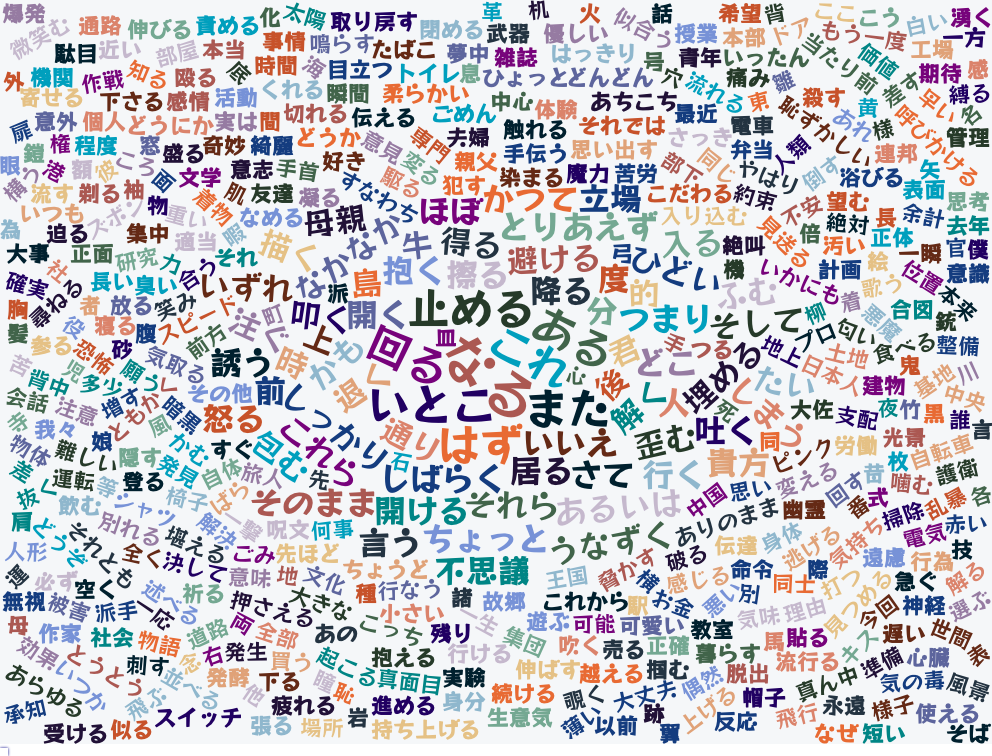 爆発 通路 伸びる 責める 化 太陽 取り戻す 革 机 火 似合う 話 希望 背 ここ こう 白い 湧く
微笑む 駄目 近い 部屋 本当 事情 鳴らす たばこ 閉める 武器 優しい 授業 本部 ドア もう一度 工場 一方
外 機関 作戦 知る 殴る 底 時間 海 目立つ トイレ 息 夢中 雑誌 はっきり 号 青年 いったん 当たり前 価値 期待 感
寄せる 下さる 感情 活動 くれる 瞬間 柔らかい ひょっと どんどん 穴 流れる 痛み 雛 殺す 差す 早い 縛る
扉 意外 個人 どうにか 実は 間 切れる 伝える ごめん 中心 体験 あちこち 最近 東 恥ずかしい 黄 名
権 程度 窓 盛る 奇妙 綺麗 どうか 意見 専門 夫婦 触れる それでは さっき 電車 あれ 様 呼びかける 管理
眼 鎧 港 額 彼 ころ 面 文学 意志 手首 好き 変る 親父 手伝う 思い出す 部下 同じ 弁当 やはり 人類 倒す 連邦 矢
横 流す 剃る 袖 着物 肌 友達 凝る すなわち 駆る 犯す 染まる 魔力 苦労 こだわる 約束 不安 望む 浴びる 表面 思考
為 いつも ズボン 物 重い なめる 母親 ほぼ かつて 立場 入り込む 見送る 倍 絶対 汚い 長 余計 去年
大事 迫る 正面 集中 適当 それ 描く なかなか 牛 得る とりあえず 入る 絶叫 正体 一瞬 官 僕
確実 社 研究 力 合う いずれ 派 島 抱く 擦る 避ける 度 弓 ひどい 機 いかにも 計画 絵 位置 意識
胸 尋ねる 者 長い 臭い 笑み スピード 注ぐ 町 叩く 開く 止める 降る 分 的 つまり ふむ そして 柳 着 歌う 合図 本来
髪 参る 役 寝る 放る 腹 前方 上 回る 皿 なる これ ある 君 どこ 手 つる プロ 匂い 悪魔 食べる 銃 整備
苦 背中 恐怖 砂 気取る 誘う 時 かも 心 後 地上 土地 日本人 鬼 川
会話 児 多少 願う その他 前 しっかり 退く いとこ また 解く 人 埋める 死 たい 大佐 支配 建物 基地 中央
寺 我々 注意 増す ともかく 風 暗黒 怒る 通り はず いいえ 歪む 吐く しまう 同 ピンク 夜 竹 黒 誰
物体 難しい 娘 隠す 発見 かむ すぐ 包む これら 石 しばらく 居る さて 行く 貴方 労働 光景 自転車 言
差 抜く 運転 等 登る 自体 旅人 先 そのまま 開ける それら あるいは 中国 思い 変える 回す 昔 枚 噛む 護衛
肩 飲む シャツ 椅子 ばら 解決 撃 呪文 何事 言う ちょっと うなずく ありのまま 幽霊 番 式 掃除 乱暴 各
人形 どうぞ 別れる 堪える ごみ 先ほど 不思議 破る 伝達 身体 逃げる 気持ち 電気 赤い
運 必ず それとも 全く 決して 意味 地 文化 ちょうど 王国 脅かす 感じる 命令 際 遠慮 行為 技
無視 被害 空く 述べる 祈る 押さえる 大きな 種 行なう 諸 故郷 これから 駅 横 お金 悪い 別 同士 打つ 急ぐ 触る
母 作家 派手 一応 道路 両 全部 あの 小さい こっち 残り 一生 遊ぶ 可能 可愛い 教室 気味 理由 見つめる 今回 神経 選ぶ
効果 社会 物語 念 右 発生 抱える 行ける 集団 吹く 売る 正確 暮らす 馬 貼る キス 遅い 世間
あらゆる いつか とうとう 刺す 並べる 発酵 買う 起こる 真面目 実験 伸ばす 越える 掴む 偶然 脱出 流行る 真ん中 準備 心臓 表
承知 飛ぶ 他 下る 瞳 恥 疲れる 進める 身分 続ける 覗く 大丈夫 上げる 帽子 永遠 気の毒 風景
受ける 似る スイッチ 張る 場所 岩 持ち上げる 生意気 薄い 以前 跡 翼 反応 飛行 なぜ 様子 短い 使える そば